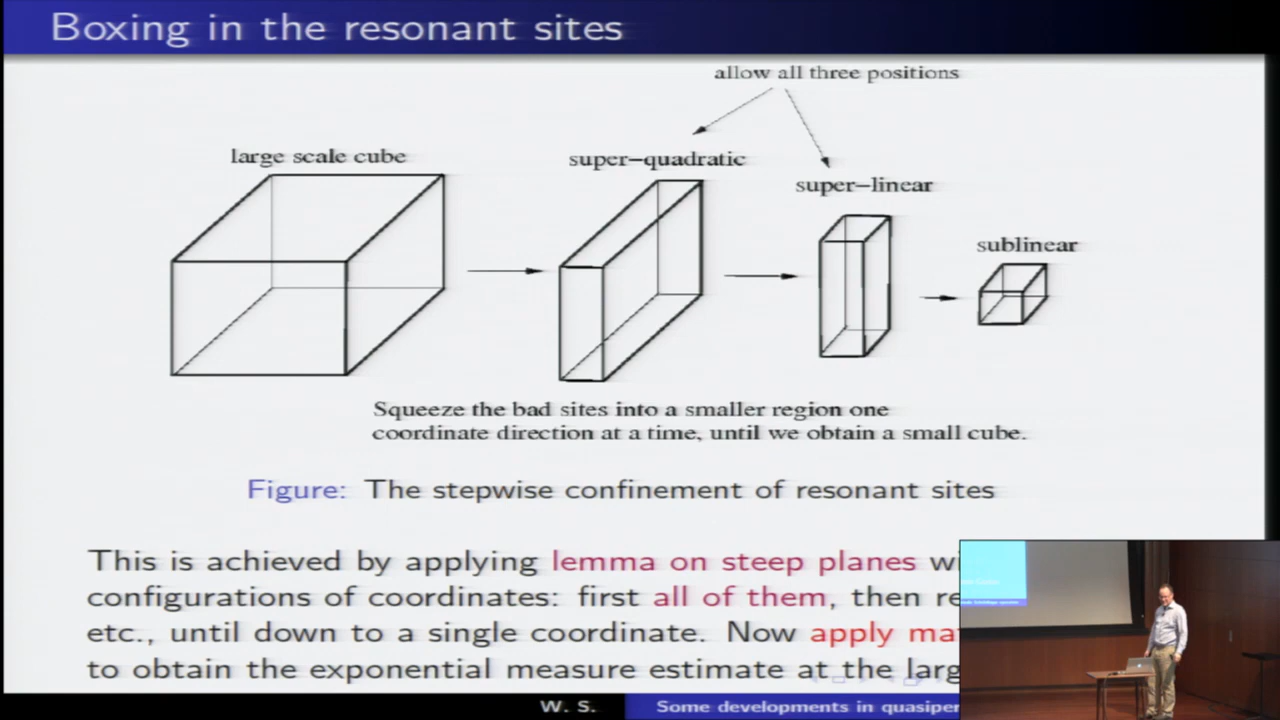 Boxing in the resonant sites
allow all three positions
large scale cube
super-quadratic
super-linear
sublinear
Squeeze the bad sites into a smaller region one
coordinate direction at a time, until we obtain a small cube.
Figure: The stepwise confinement of resonant sites
This is achieved by applying lemma on steep planes
configurations of coordinates: first all of them, then
etc., until down to a single coordinate. Now apply
to obtain the exponential measure estimate at the
W. S.
Some developments in